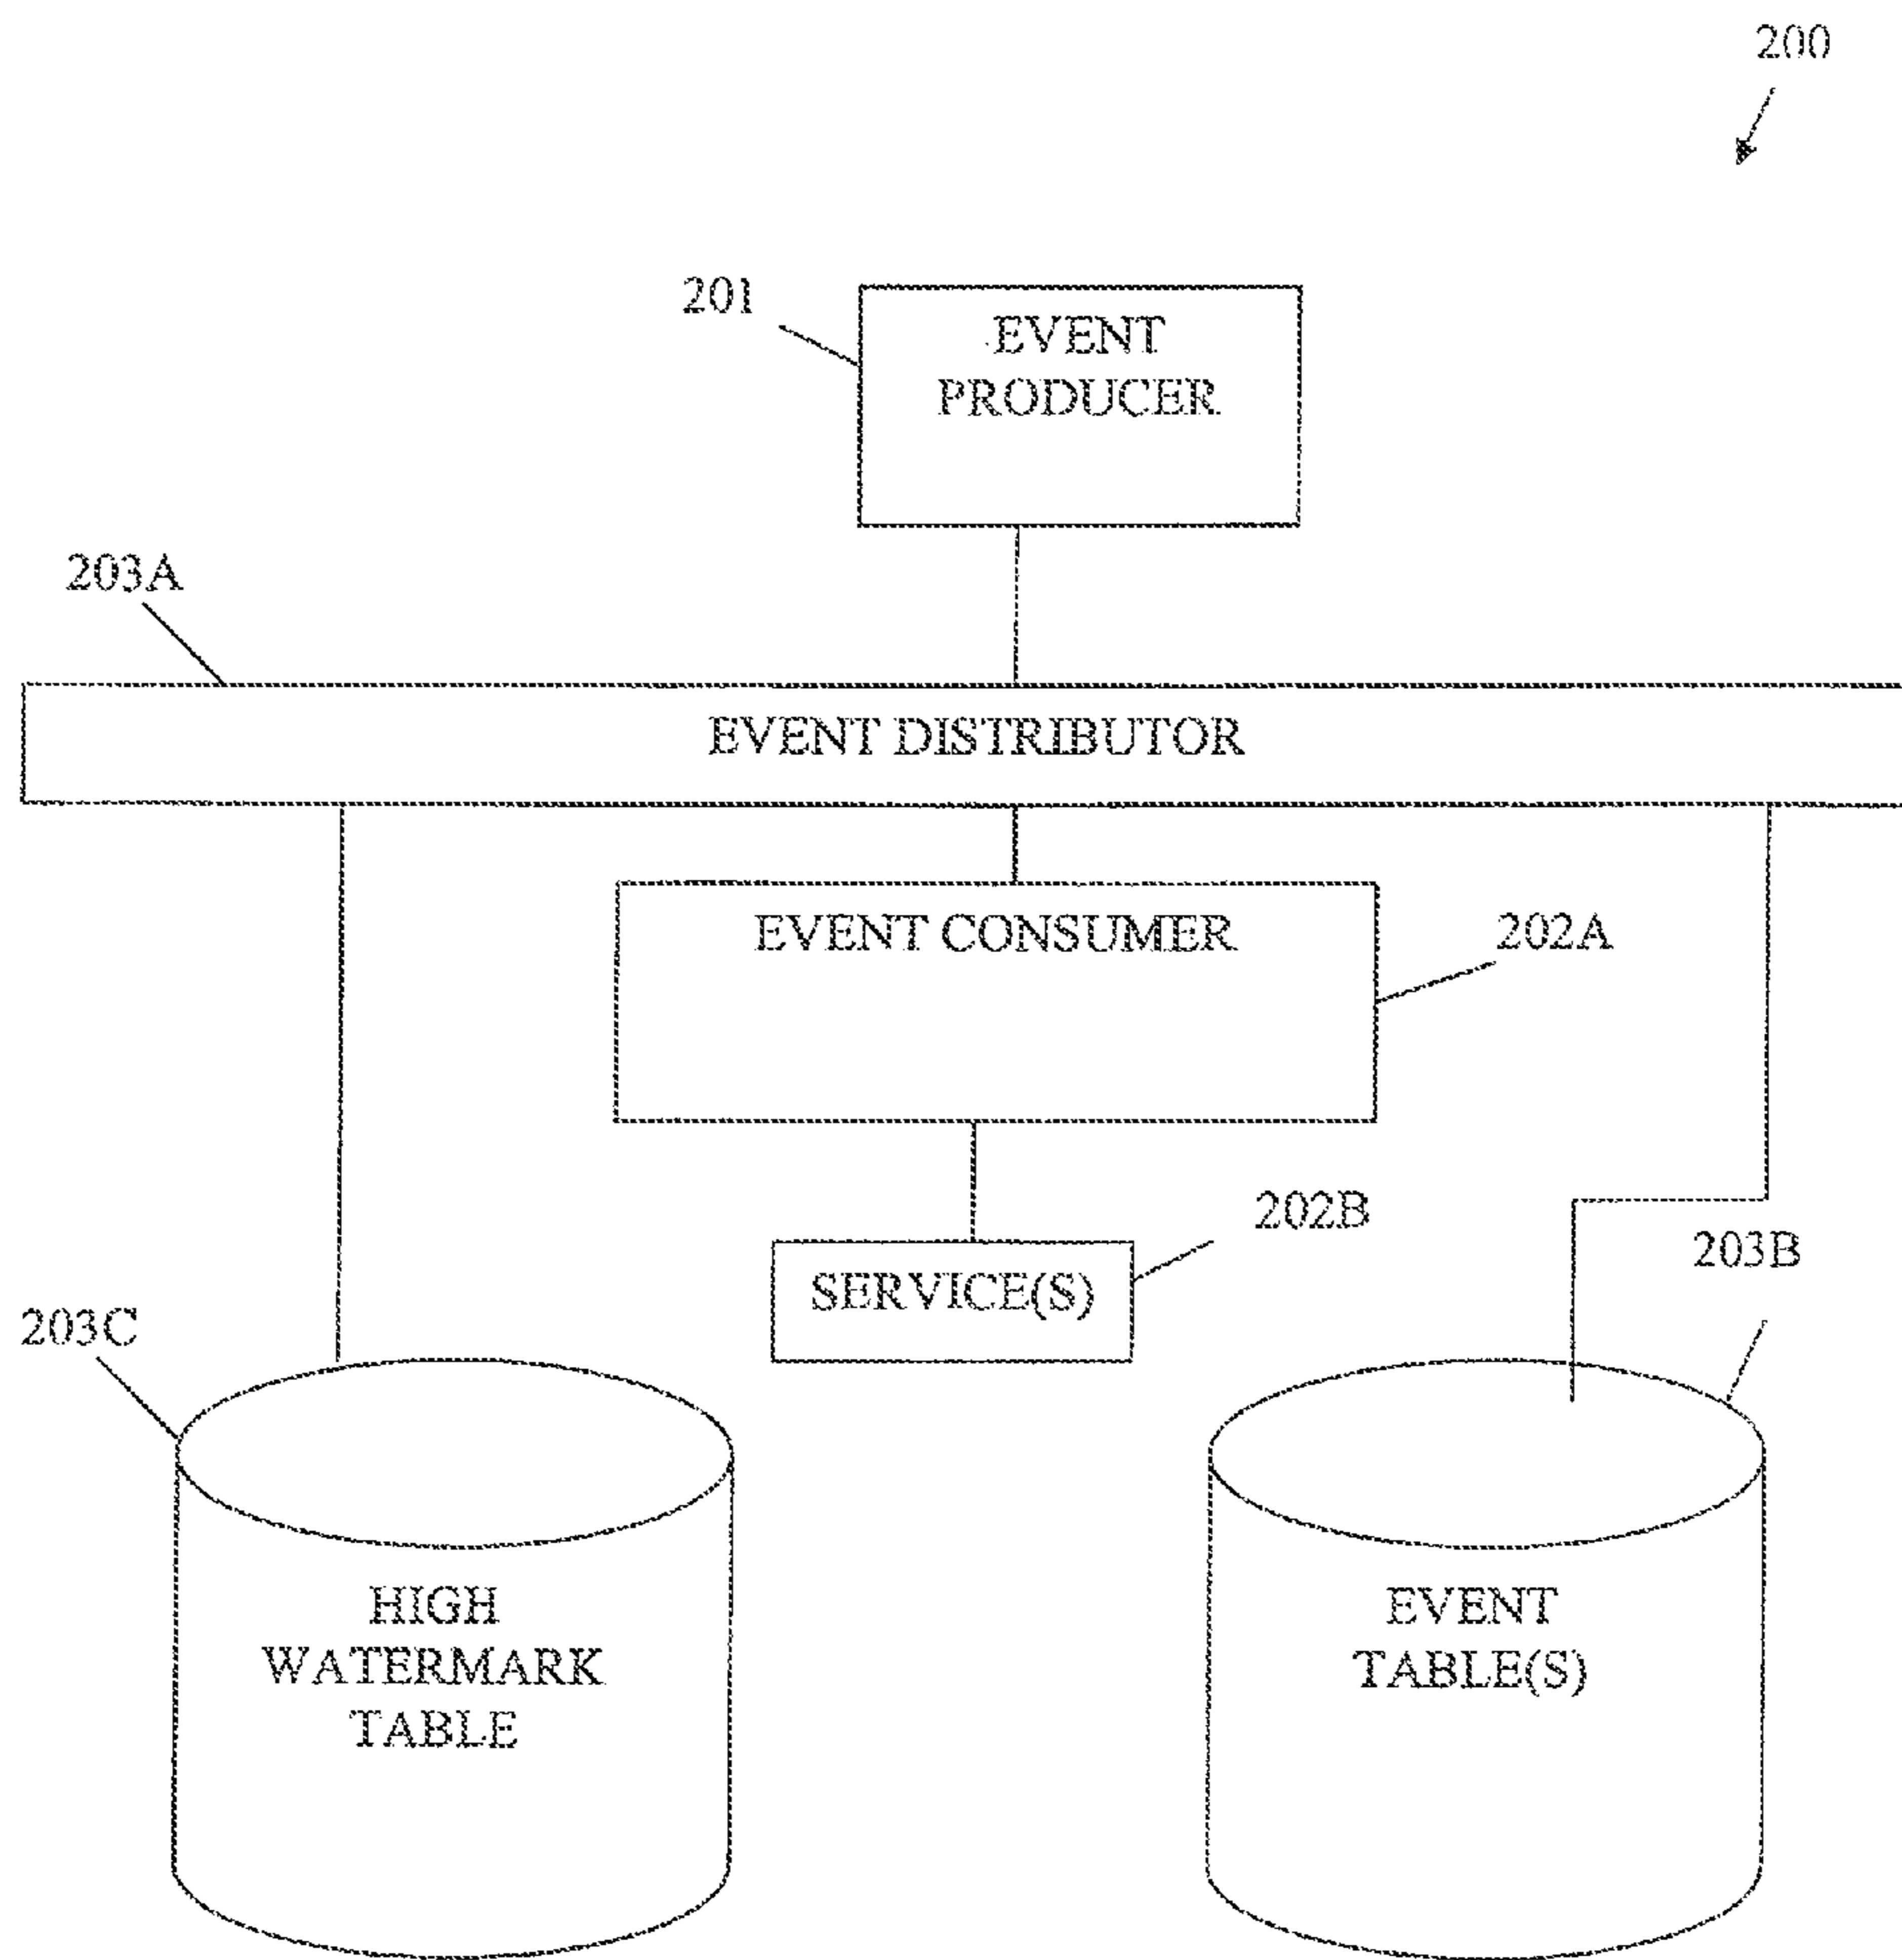 200
201
EVENT
PRODUCER
203A
EVENT DISTRIBUTOR
EVENT CONSUMER
202A
202B
SERVICE(S)
203B
203C
HIGH
WATERMARK
TABLE
EVENT
TABLE(S)